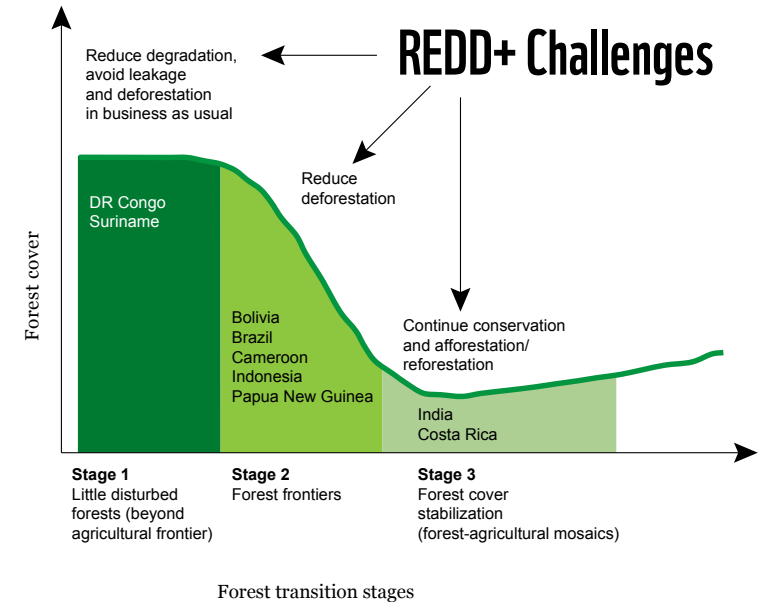 REDD+ Challenges
Reduce degradation,
avoid leakage
and deforestation
in business as usual
Reduce
deforestation
Continue conservation
and afforestation/
reforestation
Forest cover
DR Congo
Suriname
Bolivia
Brazil
Cameroon
Indonesia
Papua New Guinea
India
Costa Rica
Stage 1
Little disturbed
forests (beyond
agricultural frontier)
Stage 2
Forest frontiers
Stage 3
Forest cover
stabilization
(forest-agricultural mosaics)
Forest transition stages